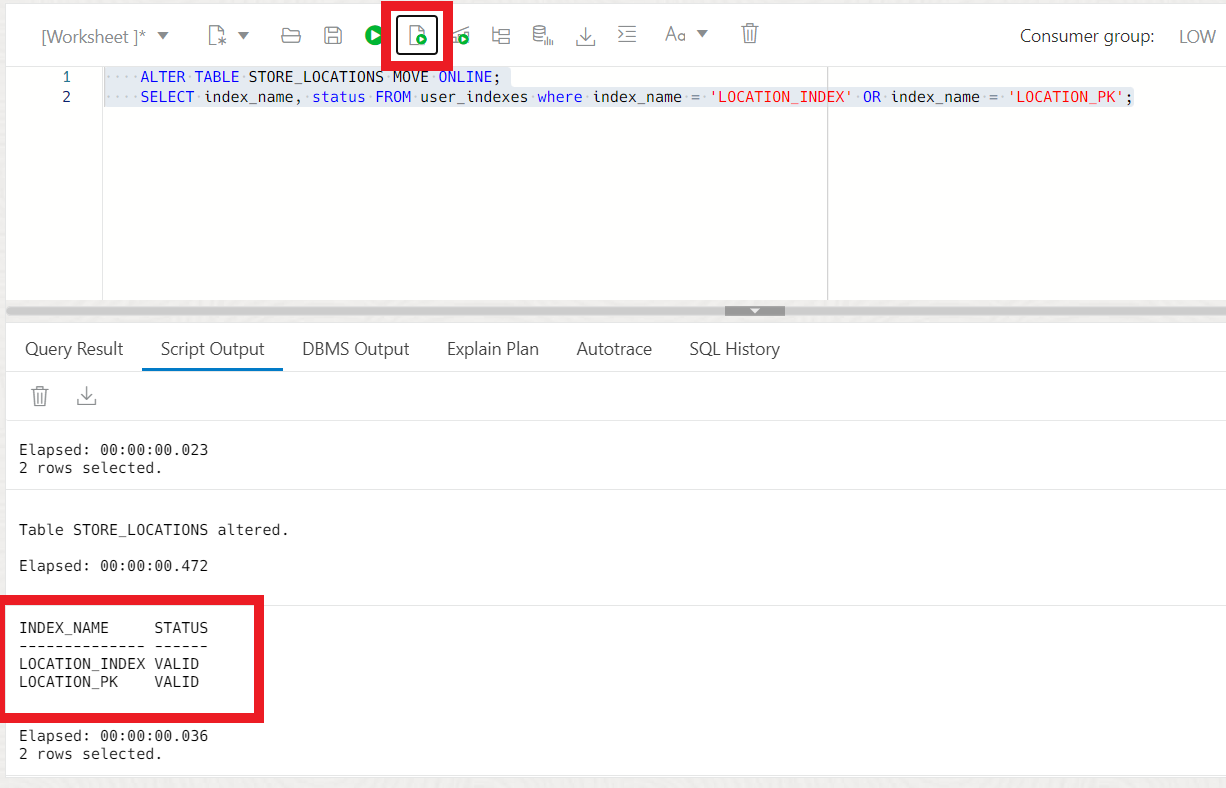 [Worksheet ]* Aa Consumer group: LOW
1 ALTER TABLE STORE_LOCATIONS MOVE ONLINE;
2 SELECT index_name, status FROM user_indexes where index_name = 'LOCATION_INDEX' OR index_name = 'LOCATION_PK';
Query Result Script Output DBMS Output Explain Plan Autotrace SQL History
Elapsed: 00:00:00.023
2 rows selected.
Table STORE_LOCATIONS altered.
Elapsed: 00:00:00.472
INDEX_NAME STATUS
-------------- ------
LOCATION_INDEX VALID
LOCATION_PK VALID
Elapsed: 00:00:00.036
2 rows selected.